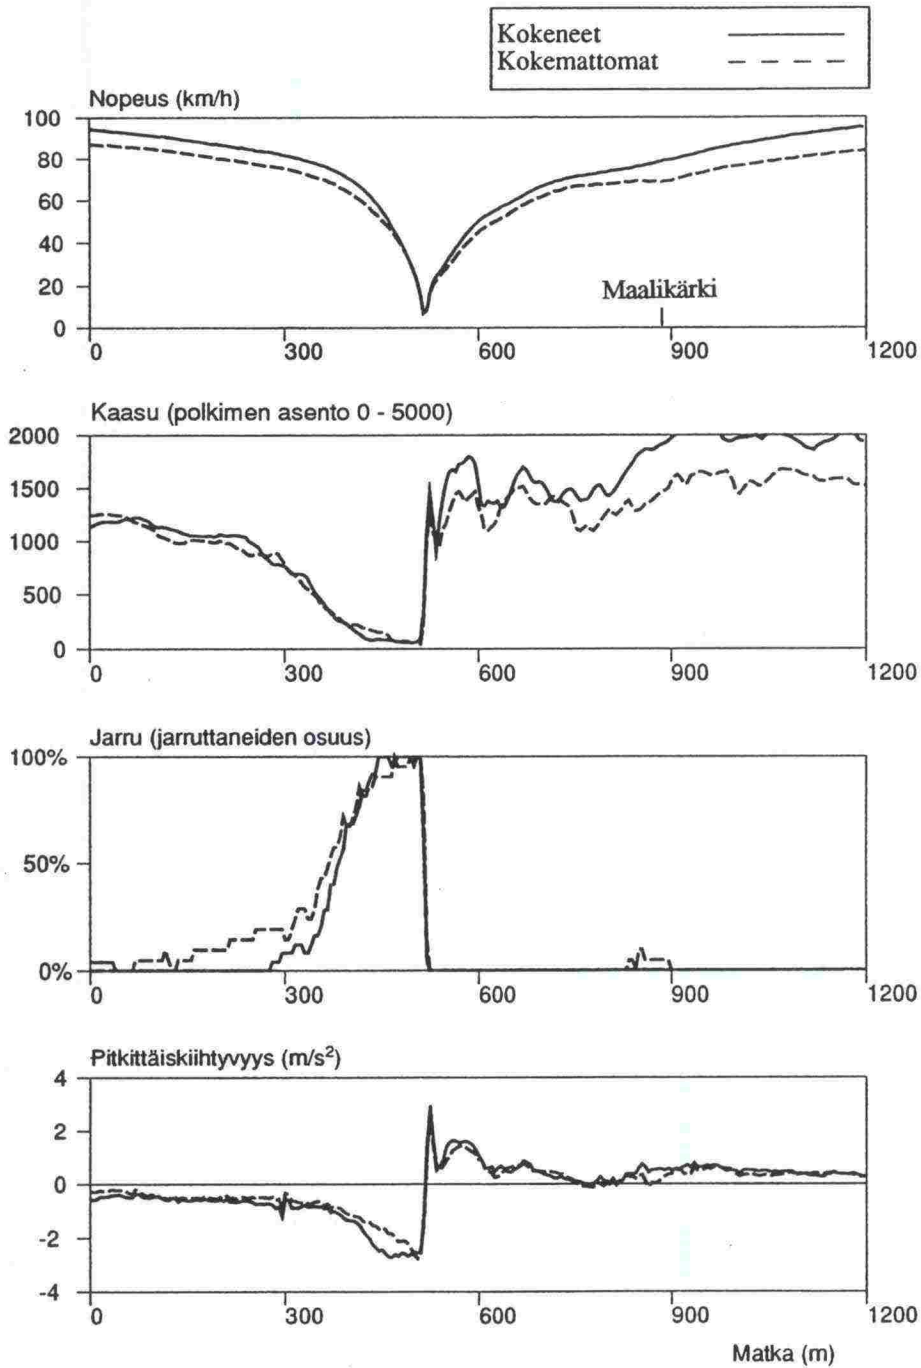 Kokeneet
Kokemattomat
Nopeus (km/h)
100
80
60
40
20
0
Maalikärki
0 300 600 900 1200
Kaasu (polkimen asento 0 - 5000)
2000
1500
1000
500
0
0 300 600 900 1200
Jarru (jarruttaneiden osuus)
100%
50%
0%
0 300 600 900 1200
Pitkittäiskiihtyvyys (m/s²)
4
2
0
-2
-4
0 300 600 900 1200
Matka (m)